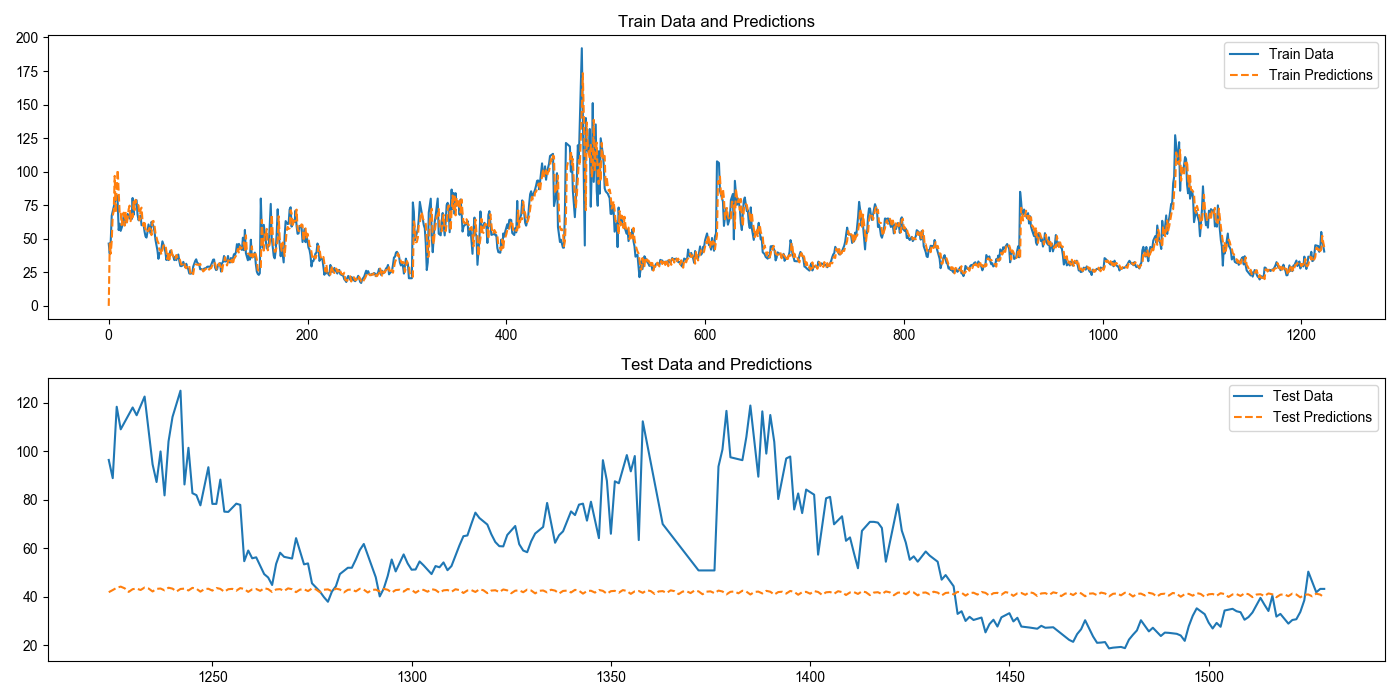 Train Data and Predictions
200
175
150
125
100
75
50
25
0
Train Data
Train Predictions
0 200 400 600 800 1000 1200
Test Data and Predictions
120
100
80
60
40
20
Test Data
Test Predictions
1250 1300 1350 1400 1450 1500